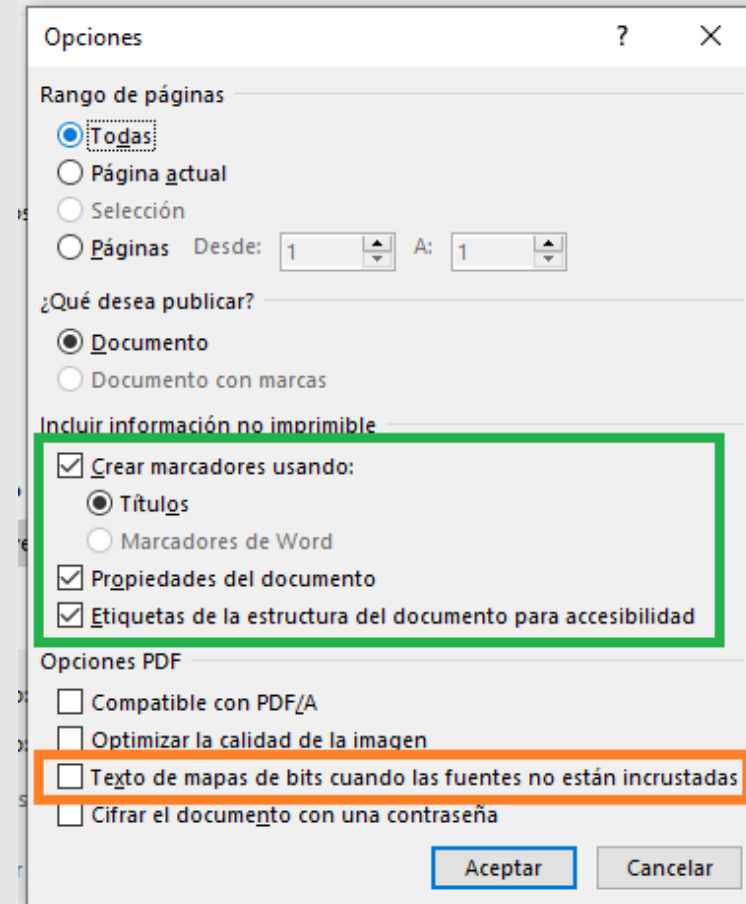 Opciones ? ×
Rango de páginas
Todas
Página actual
Selección
Páginas Desde: 1 A: 1
¿Qué desea publicar?
Documento
Documento con marcas
Incluir información no imprimible
Crear marcadores usando:
Títulos
Marcadores de Word
Propiedades del documento
Etiquetas de la estructura del documento para accesibilidad
Opciones PDF
Compatible con PDF/A
Optimizar la calidad de la imagen
Texto de mapas de bits cuando las fuentes no están incrustadas
Cifrar el documento con una contraseña
Aceptar Cancelar